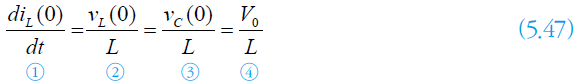 di_L(0)/dt = v_L(0)/L = v_C(0)/L = V_0/L (5.47)
① ② ③ ④